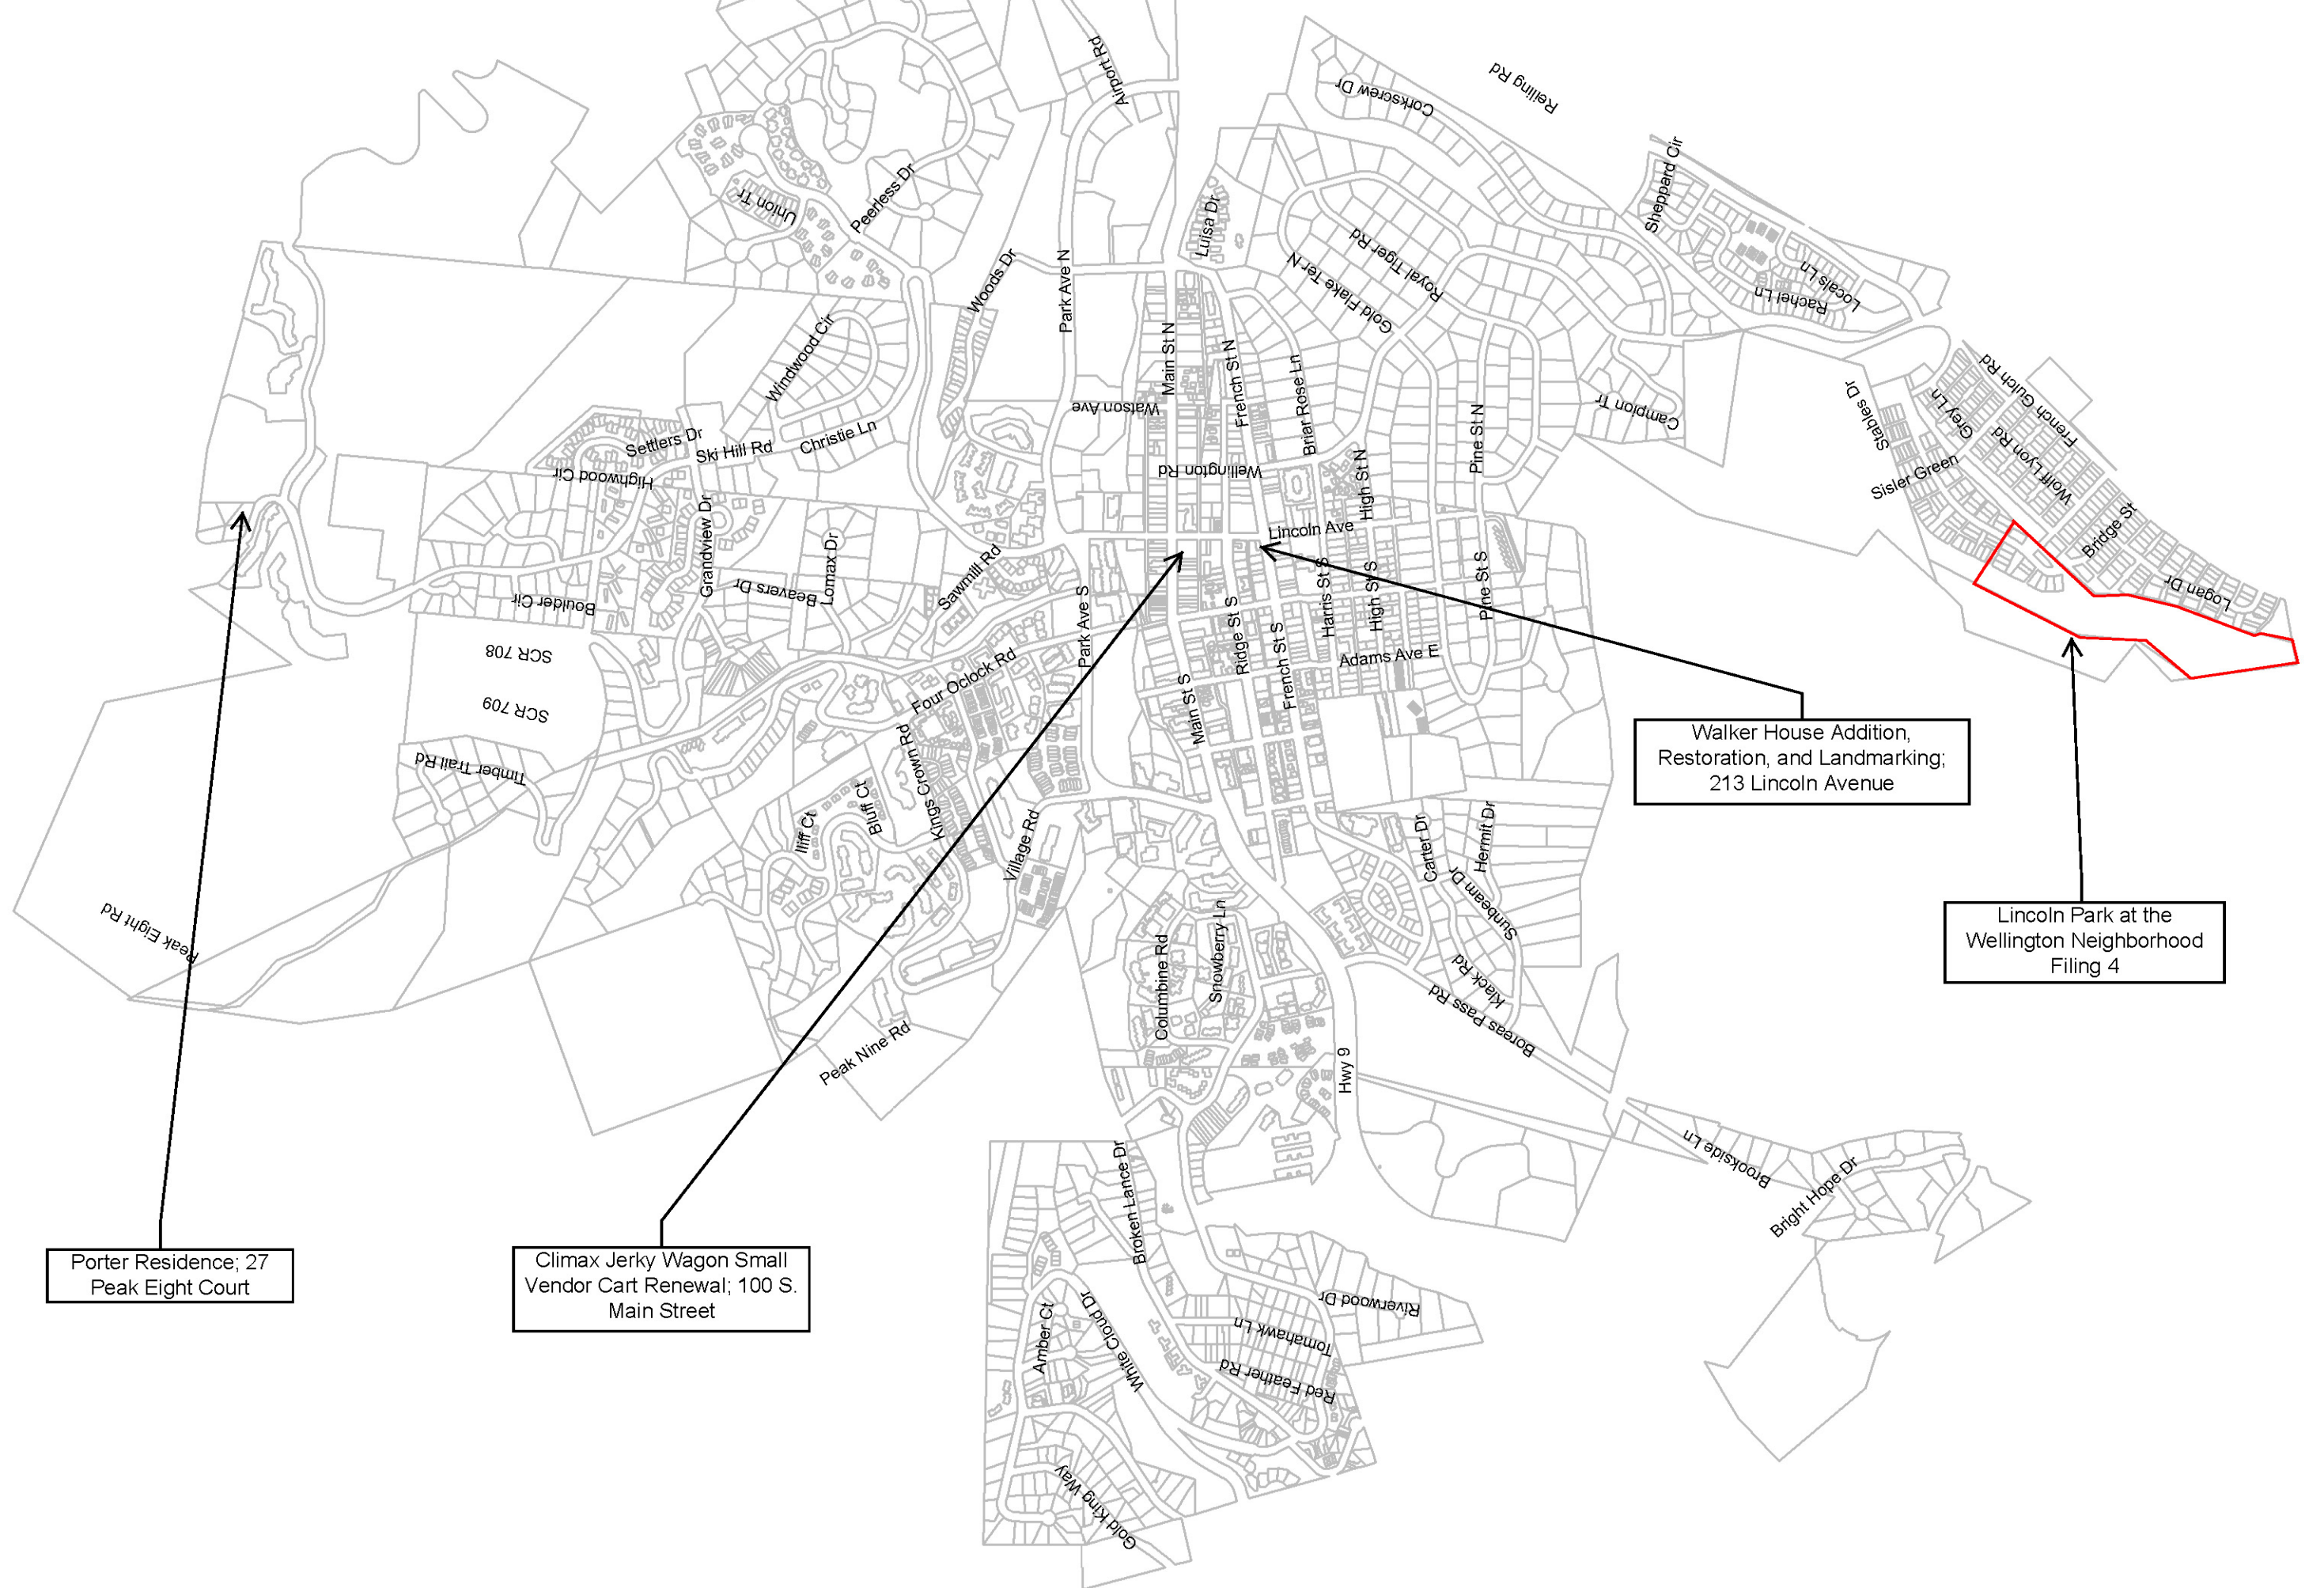 Airport Rd
Reiling Rd
Corkscrew Dr
Sheppard Cir
Peerless Dr
Union Tr
Luisa Dr
Royal Tiger Rd
Gold Flake Ter N
Locals Ln
Rachel Ln
Woods Dr
Park Ave N
Windwood Cir
Main St N
French St N
Briar Rose Ln
French Gulch Rd
Grey Ln
Stables Dr
Campion Tr
Watson Ave
Wolff Lyon Rd
Settlers Dr
Ski Hill Rd
Christie Ln
Pine St N
Highwood Cir
Wellington Rd
High St N
Sisler Green
Grandview Dr
Lincoln Ave
Bridge St
Lomax Dr
Sawmill Rd
Beavers Dr
Boulder Cir
Park Ave S
Harris St S
High St S
Pine St S
Logan Dr
SCR 708
SCR 709
Four Oclock Rd
Ridge St S
French St S
Adams Ave E
Main St S
Timber Trail Rd
Kings Crown Rd
Bluff Ct
Iliff Ct
Village Rd
Carter Dr
Hermit Dr
Sunbeam Dr
Klack Rd
Boreas Pass Rd
Walker House Addition,
Restoration, and Landmarking;
213 Lincoln Avenue
Lincoln Park at the
Wellington Neighborhood
Filing 4
Peak Eight Rd
Columbine Rd
Snowberry Ln
Peak Nine Rd
Hwy 9
Brookside Ln
Bright Hope Dr
Broken Lance Dr
Porter Residence; 27
Peak Eight Court
Climax Jerky Wagon Small
Vendor Cart Renewal; 100 S.
Main Street
Riverwood Dr
Tomahawk Ln
Amber Ct
White Cloud Dr
Red Feather Rd
Gold King Way